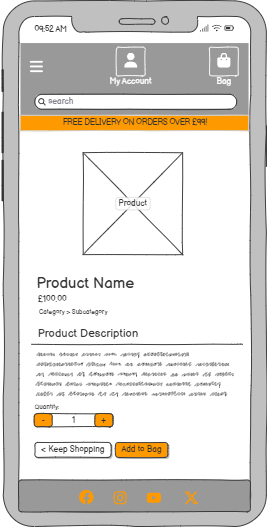 09:52 AM
My Account
Bag
search
FREE DELIVERY ON ORDERS OVER £99!
Product
Product Name
£100.00
Category > Subcategory
Product Description
Quantity:
- 1 +
< Keep Shopping
Add to Bag